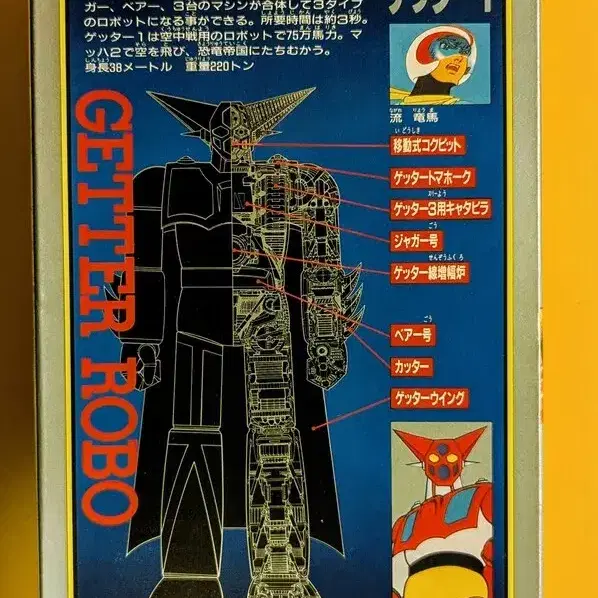 ガー、ベアー、3台のマシンが合体して3タイプ
のロボットになる事ができる。所要時間は約3秒。
ゲッター1は空中戦用のロボットで75万馬力。マ
ッハ2で空を飛び、恐竜帝国にたちむかう。
身長38メートル 重量220トン
GETTER ROBO
流 竜馬
移動式コクピット
ゲッタートマホーク
ゲッター3用キャタピラ
ジャガー号
ゲッター線増幅炉
ベアー号
カッター
ゲッターウイング